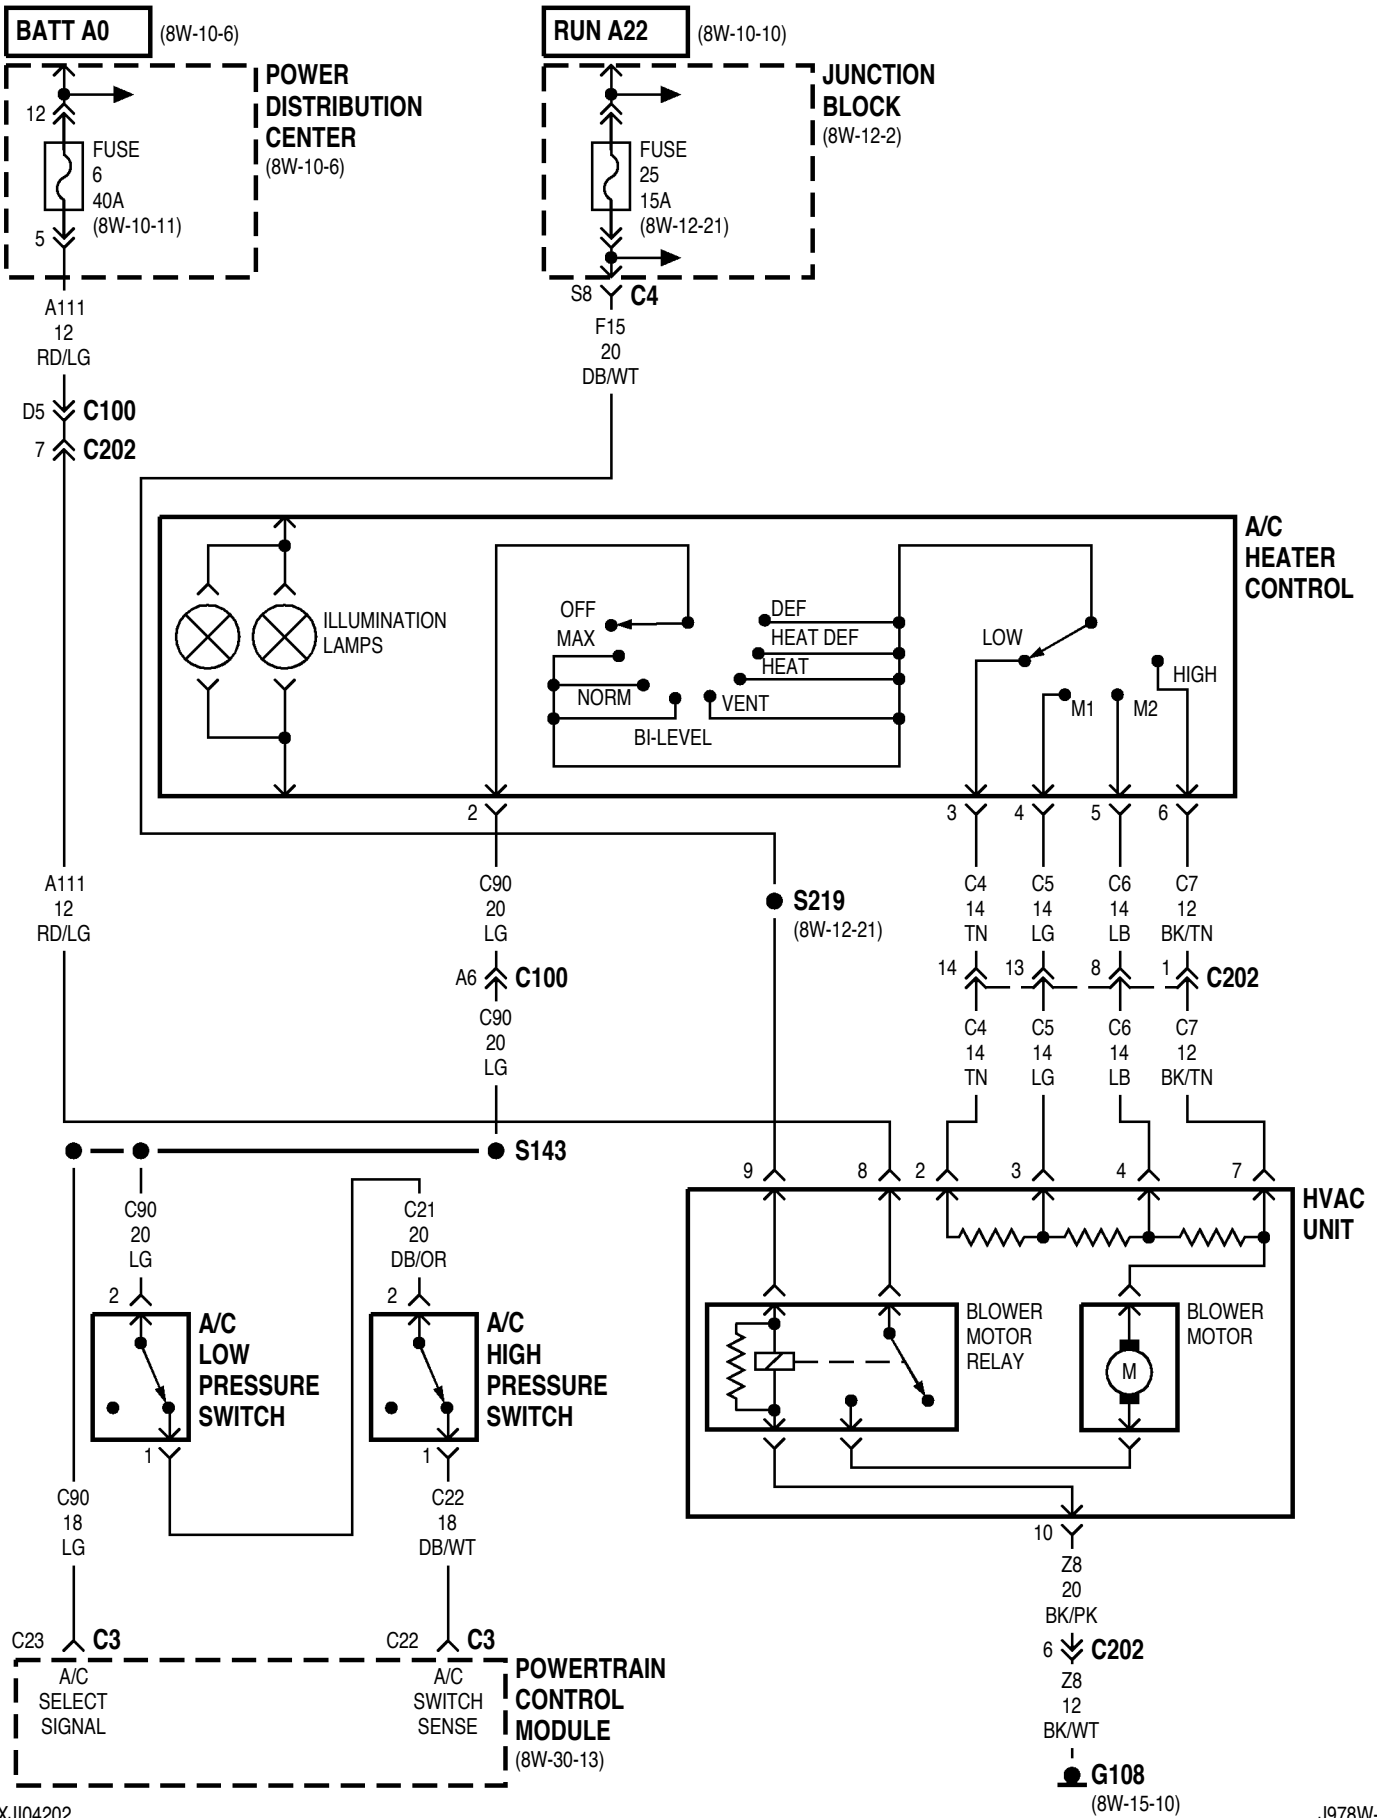 BATT A0
(8W-10-6)
RUN A22
(8W-10-10)
POWER
DISTRIBUTION
CENTER
(8W-10-6)
12
FUSE
6
40A
(8W-10-11)
5
JUNCTION
BLOCK
(8W-12-2)
FUSE
25
15A
(8W-12-21)
S8
C4
A111
12
RD/LG
F15
20
DB/WT
D5
C100
7
C202
A/C
HEATER
CONTROL
ILLUMINATION
LAMPS
OFF
MAX
NORM
BI-LEVEL
VENT
HEAT
HEAT DEF
DEF
LOW
M1
M2
HIGH
2
3
4
5
6
A111
12
RD/LG
C90
20
LG
S219
(8W-12-21)
C4
14
TN
C5
14
LG
C6
14
LB
C7
12
BK/TN
A6
C100
14
13
8
1
C202
C90
20
LG
C4
14
TN
C5
14
LG
C6
14
LB
C7
12
BK/TN
S143
9
8
2
3
4
7
HVAC
UNIT
C90
20
LG
C21
20
DB/OR
2
A/C
LOW
PRESSURE
SWITCH
1
2
A/C
HIGH
PRESSURE
SWITCH
1
BLOWER
MOTOR
RELAY
BLOWER
MOTOR
M
C90
18
LG
C22
18
DB/WT
10
Z8
20
BK/PK
6
C202
Z8
12
BK/WT
G108
(8W-15-10)
C23
C3
C22
C3
A/C
SELECT
SIGNAL
A/C
SWITCH
SENSE
POWERTRAIN
CONTROL
MODULE
(8W-30-13)
XJI04202
J978W-